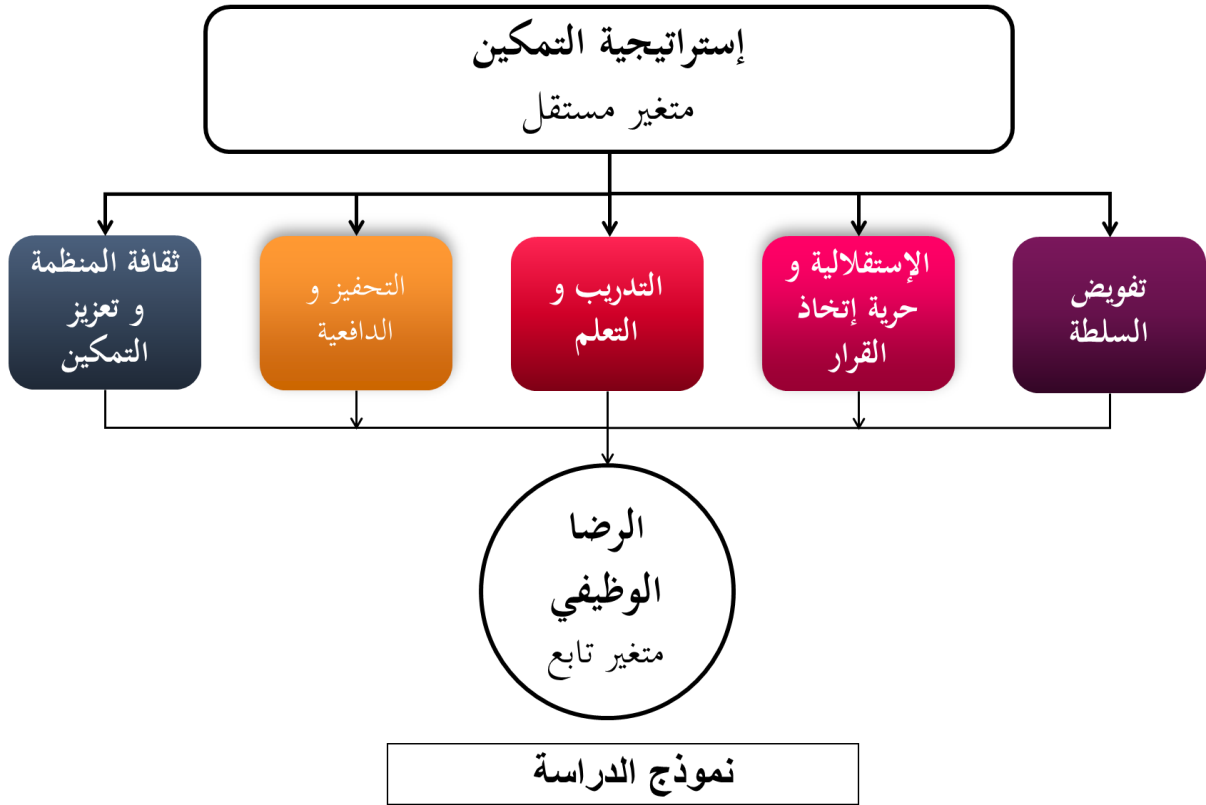 إستراتيجية التمكين
متغير مستقل
تفويض
السلطة
الإستقلالية و
حرية إتخاذ
القرار
التدريب و
التعلم
التحفيز و
الدافعية
ثقافة المنظمة
و تعزيز
التمكين
الرضا
الوظيفي
متغير تابع
نموذج الدراسة